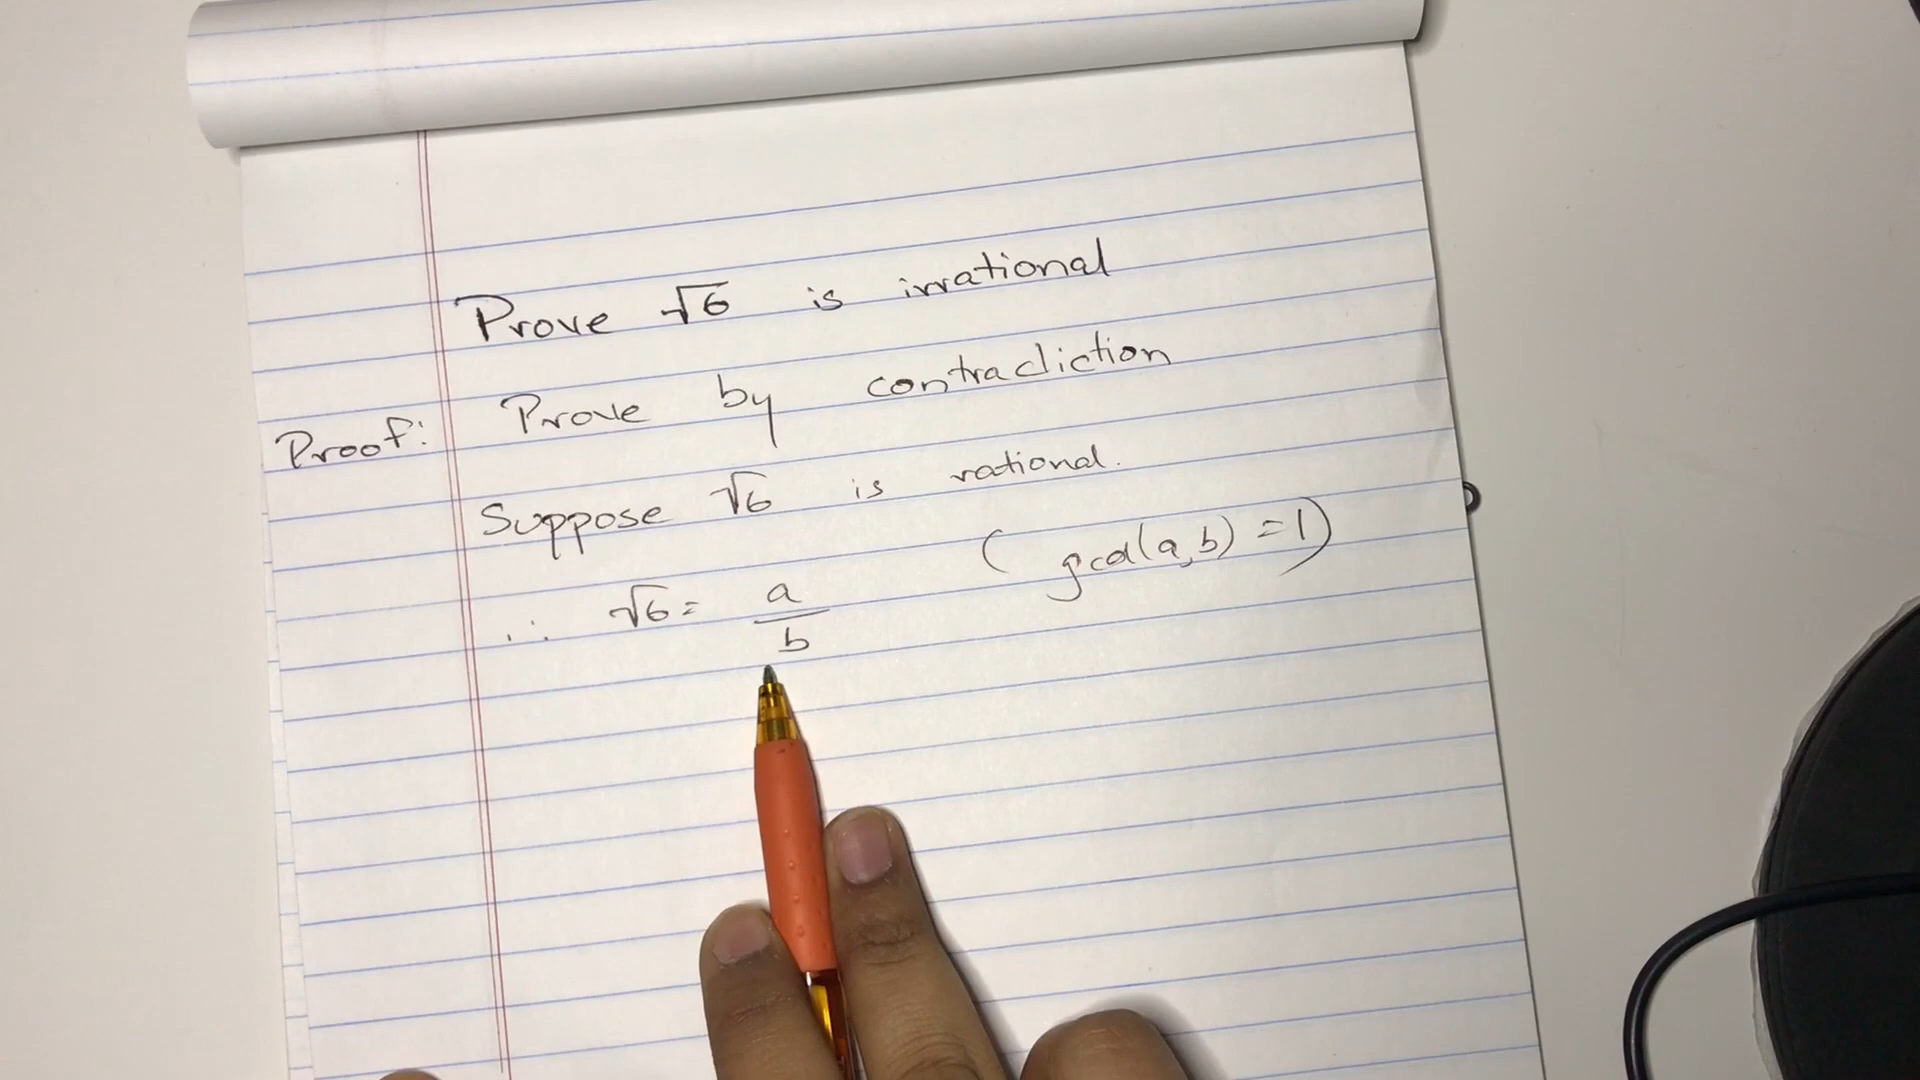 Prove √6 is irrational
Proof: Prove by contradiction
Suppose √6 is rational.
∴ √6 = a/b (gcd(a,b) = 1)